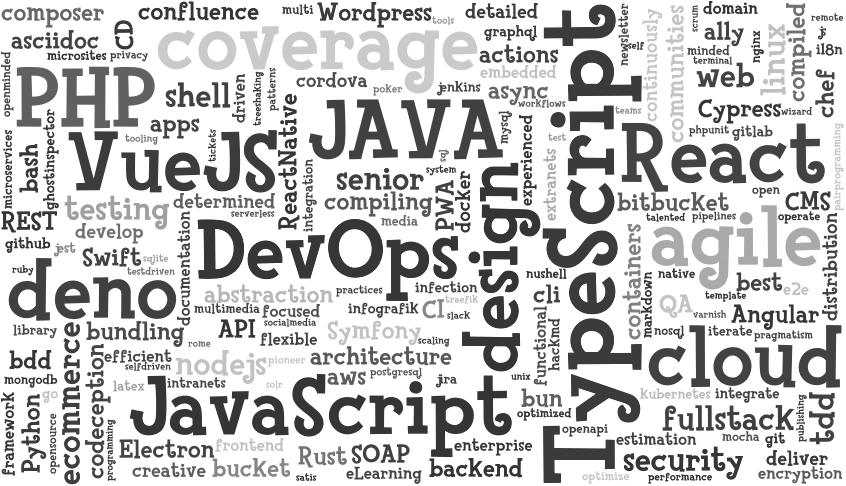 composer
confluence
multi
Wordpress
detailed
tools
graphql
asciidoc
CD
microsites
privacy
coverage
actions
embedded
async
workflows
TypeScript
newsletter
self
continuously
communities
scrum
domain
ally
minded
terminal
nginx
linux
compiled
remote
i18n
chef
web
Cypress
wizard
openminded
PHP
shell
driven
treeshaking
patterns
cordova
poker
jenkins
apps
tooling
VueJS
tickets
ReactNative
JAVA
mysql
sql
teams
test
phpunit
gitlab
React
pairprogramming
microservices
bash
ghostinspector
integration
senior
system
compiling
PWA
docker
experienced
extranets
open
bitbucket
CMS
talented
pipelines
operate
REST
testing
determined
serverless
media
develop
github
jest
Swift
sqlite
testdriven
documentation
DevOps
design
agile
distribution
containers
markdown
native
best
e2e
template
ruby
deno
abstraction
practices
infection
nushell
cli
multimedia
focused
infografik
CI
traefik
slack
QA
varnish
Angular
library
bundling
API
socialmedia
flexible
Symfony
scaling
functional
hackmd
nosql
iterate
pragmatism
rome
bdd
ecommerce
efficient
selfdriven
nodejs
pioneer
architecture
cloud
mongodb
codeception
latex
intranets
solr
aws
postgresql
jira
unix
bun
optimized
kubernetes
integrate
framework
Python
go
opensource
programming
JavaScript
openapi
fullstack
publishing
tdd
Electron
frontend
Rust
SOAP
enterprise
estimation
mocha
git
creative
bucket
satis
eLearning
backend
security
deliver
optimize
performance
encryption